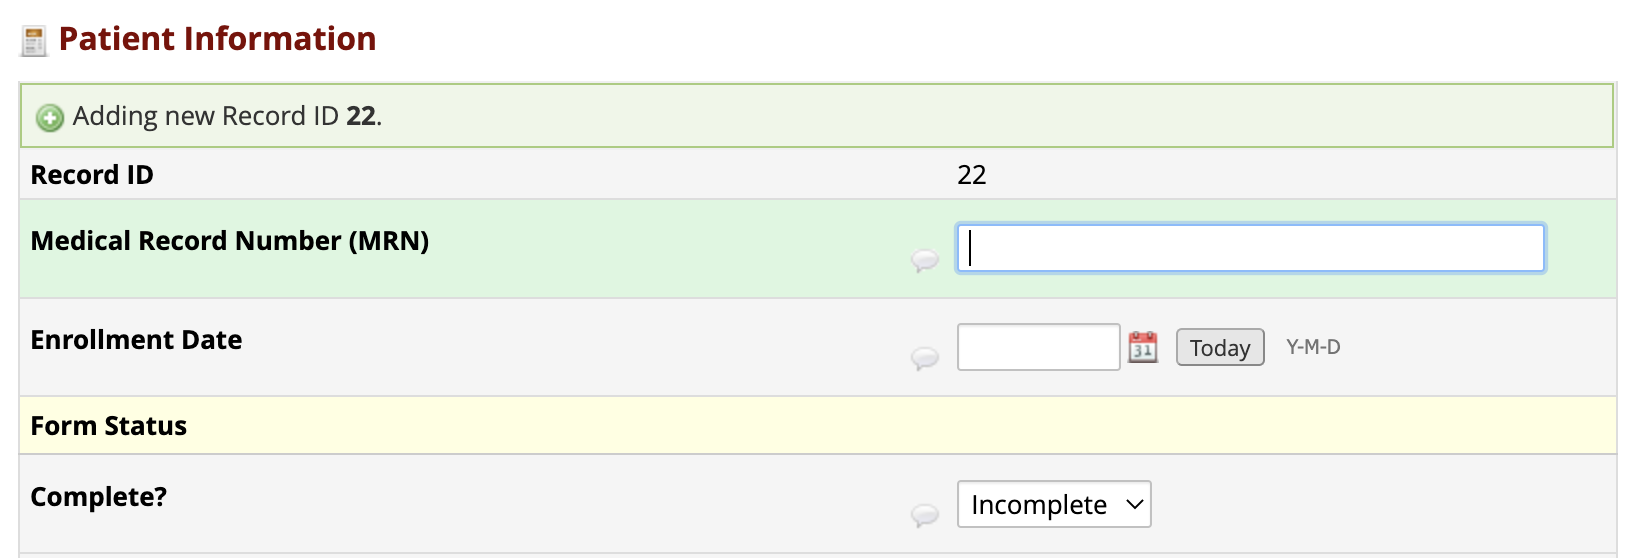 Patient Information
Adding new Record ID 22.
Record ID 22
Medical Record Number (MRN)
Enrollment Date 31 Today Y-M-D
Form Status
Complete? Incomplete